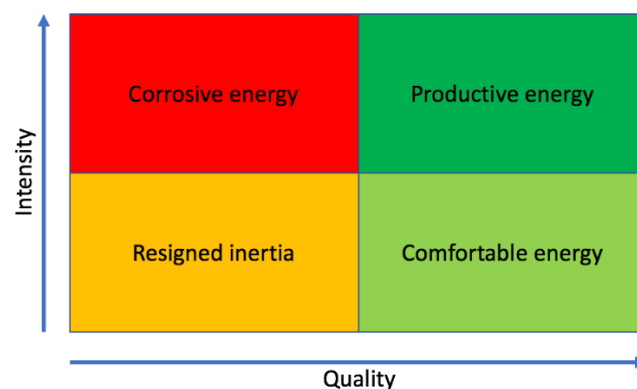 Corrosive energy
Productive energy
Intensity
Resigned inertia
Comfortable energy
Quality